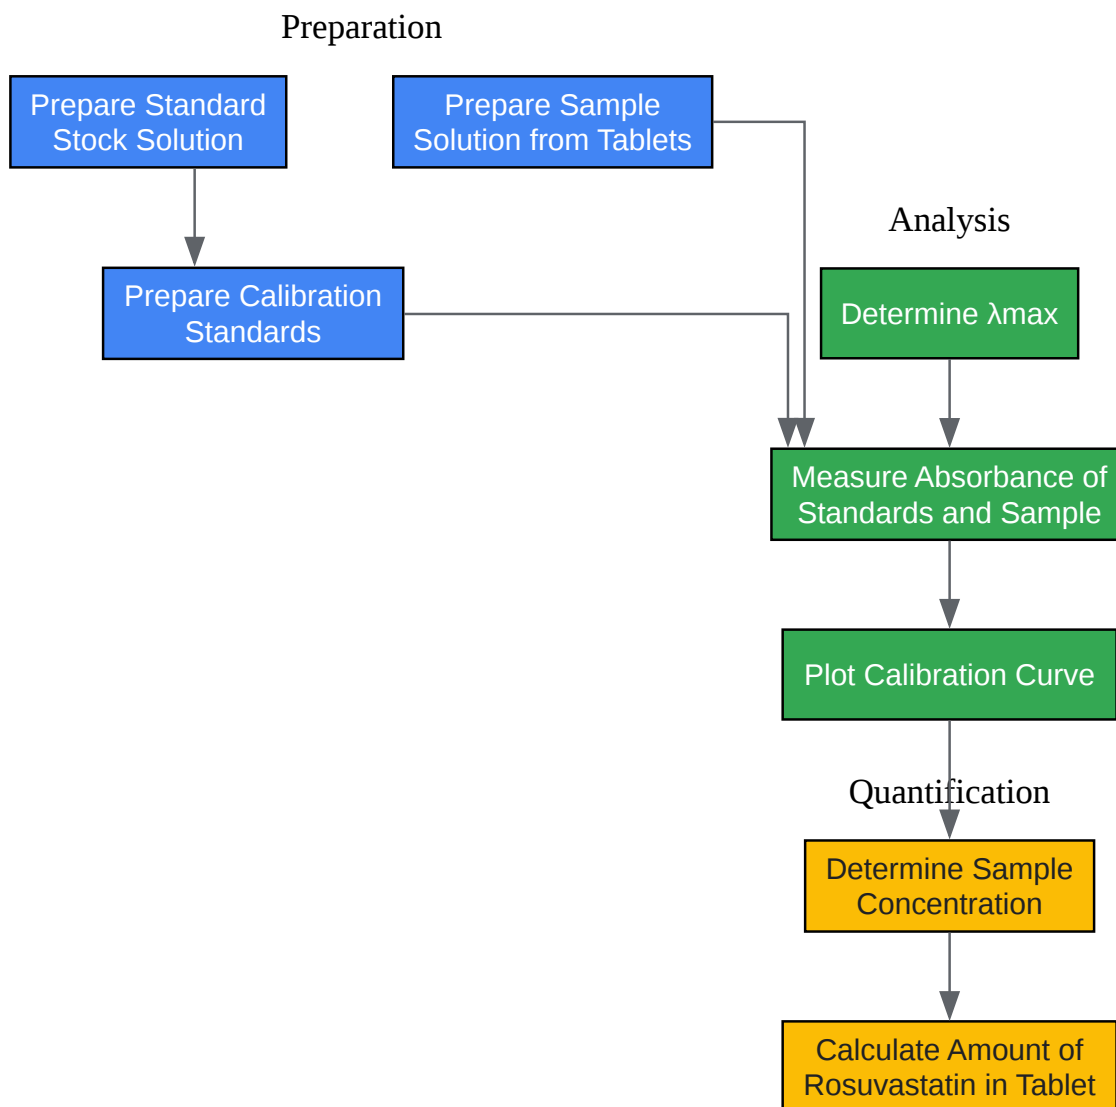 Preparation
Prepare Standard
Stock Solution
Prepare Sample
Solution from Tablets
Analysis
Prepare Calibration
Standards
Determine λmax
Measure Absorbance of
Standards and Sample
Plot Calibration Curve
Quantification
Determine Sample
Concentration
Calculate Amount of
Rosuvastatin in Tablet